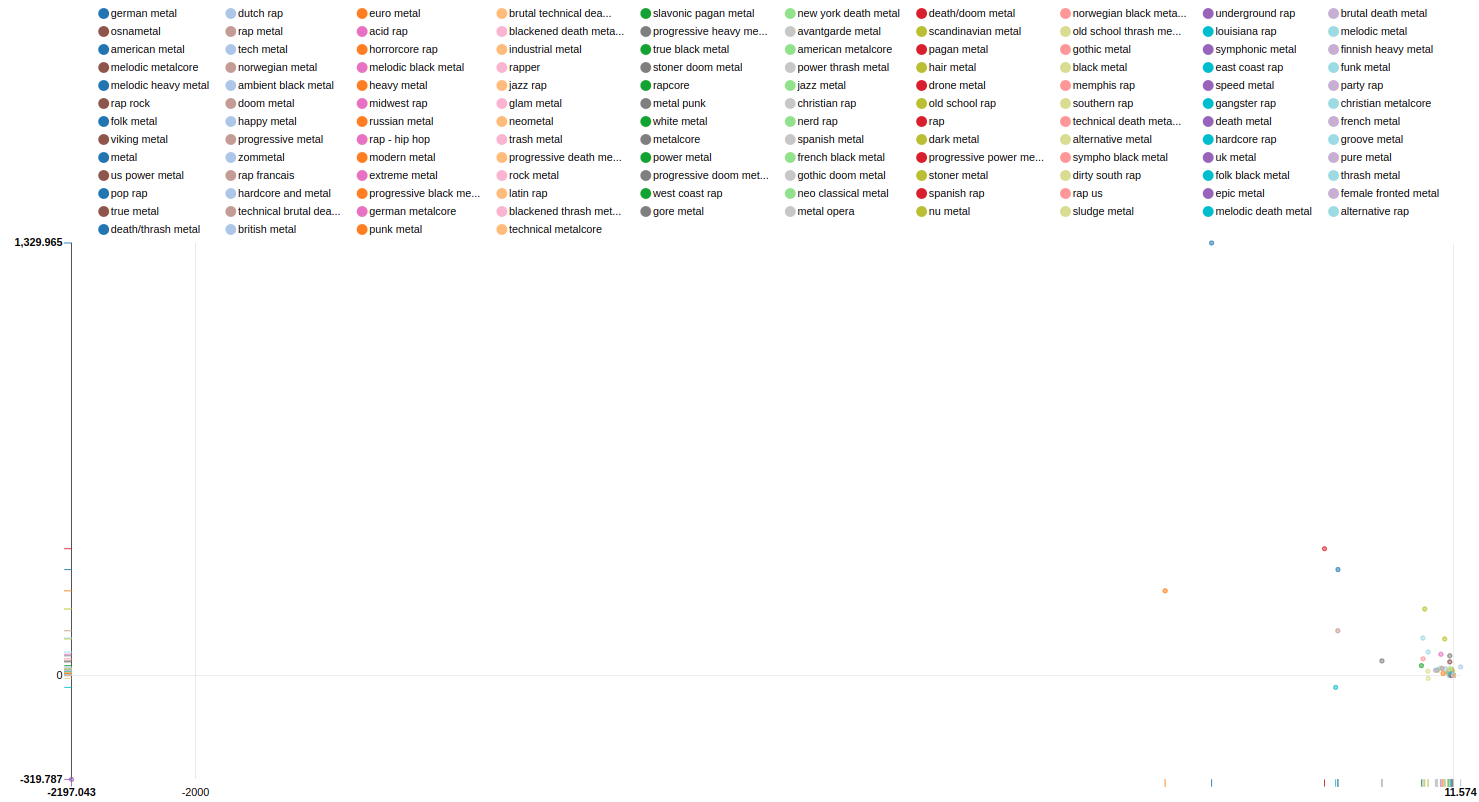 german metal dutch rap euro metal brutal technical dea... slavonic pagan metal new york death metal death/doom metal norwegian black meta... underground rap brutal death metal
osnametal rap metal acid rap blackened death meta... progressive heavy me... avantgarde metal scandinavian metal old school thrash me... louisiana rap melodic metal
american metal tech metal horrorcore rap industrial metal true black metal american metalcore pagan metal gothic metal symphonic metal finnish heavy metal
melodic metalcore norwegian metal melodic black metal rapper stoner doom metal power thrash metal hair metal black metal east coast rap funk metal
melodic heavy metal ambient black metal heavy metal jazz rap rapcore jazz metal drone metal memphis rap speed metal party rap
rap rock doom metal midwest rap glam metal metal punk christian rap old school rap southern rap gangster rap christian metalcore
folk metal happy metal russian metal neometal white metal nerd rap rap technical death meta... death metal french metal
viking metal progressive metal rap - hip hop trash metal metalcore spanish metal dark metal alternative metal hardcore rap groove metal
metal zommetal modern metal progressive death me... power metal french black metal progressive power me... sympho black metal uk metal pure metal
us power metal rap francais extreme metal rock metal progressive doom met... gothic doom metal stoner metal dirty south rap folk black metal thrash metal
pop rap hardcore and metal progressive black me... latin rap west coast rap neo classical metal spanish rap rap us epic metal female fronted metal
true metal technical brutal dea... german metalcore blackened thrash met... gore metal metal opera nu metal sludge metal melodic death metal alternative rap
death/thrash metal british metal punk metal technical metalcore
1,329.965
0
-319.787
-2197.043 -2000 11.574